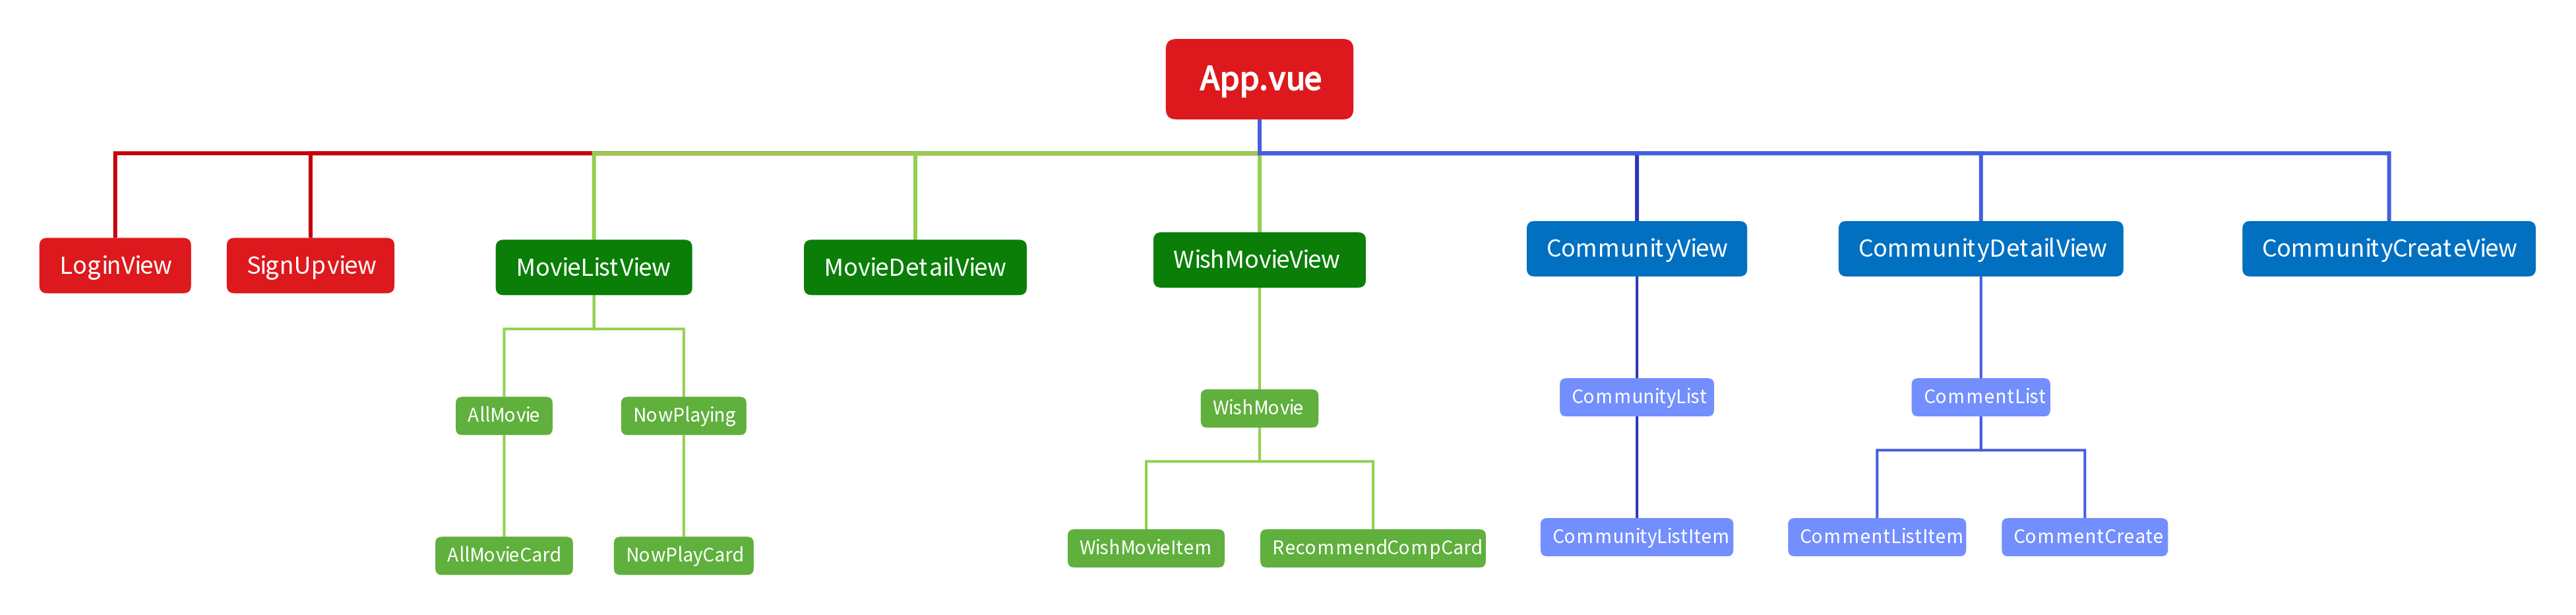 App.vue
LoginView
SignUpview
MovieListView
MovieDetailView
WishMovieView
CommunityView
CommunityDetailView
CommunityCreateView
AllMovie
NowPlaying
WishMovie
CommunityList
CommentList
AllMovieCard
NowPlayCard
WishMovieItem
RecommendCompCard
CommunityListItem
CommentListItem
CommentCreate